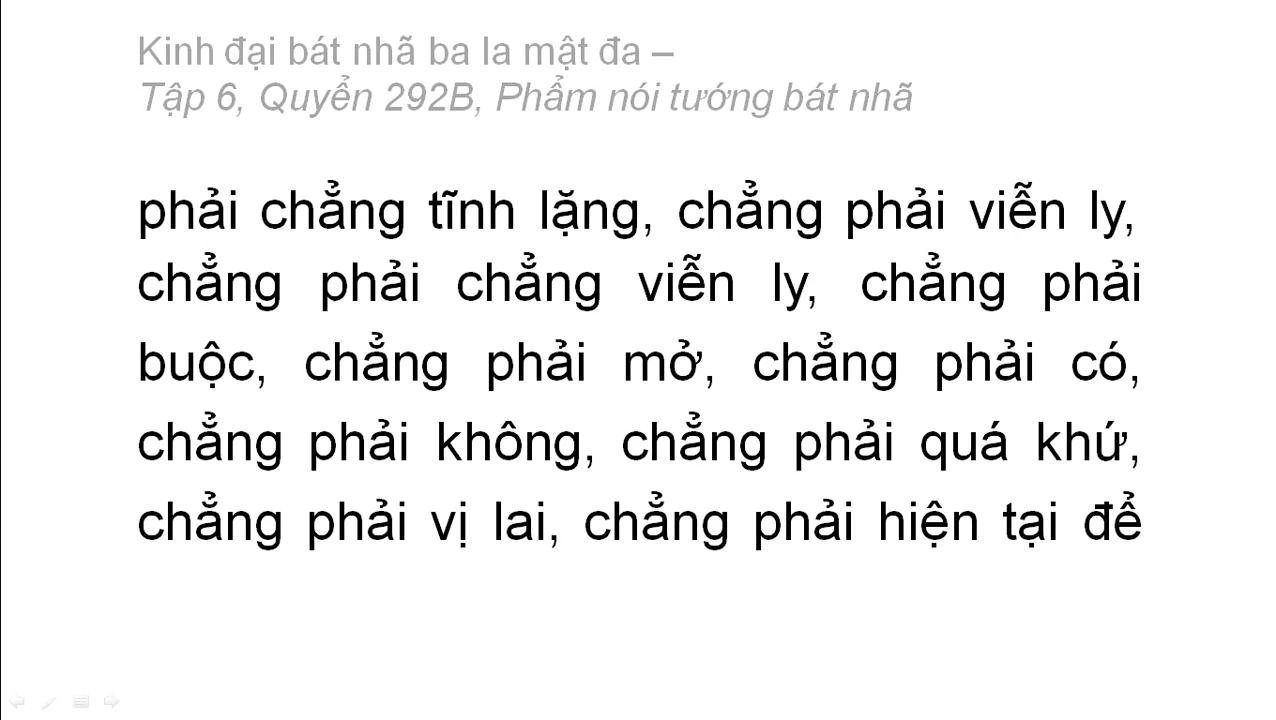 Kinh đại bát nhã ba la mật đa –
Tập 6, Quyển 292B, Phẩm nói tướng bát nhã
phải chẳng tĩnh lặng, chẳng phải viễn ly,
chẳng phải chẳng viễn ly, chẳng phải
buộc, chẳng phải mở, chẳng phải có,
chẳng phải không, chẳng phải quá khứ,
chẳng phải vị lai, chẳng phải hiện tại để